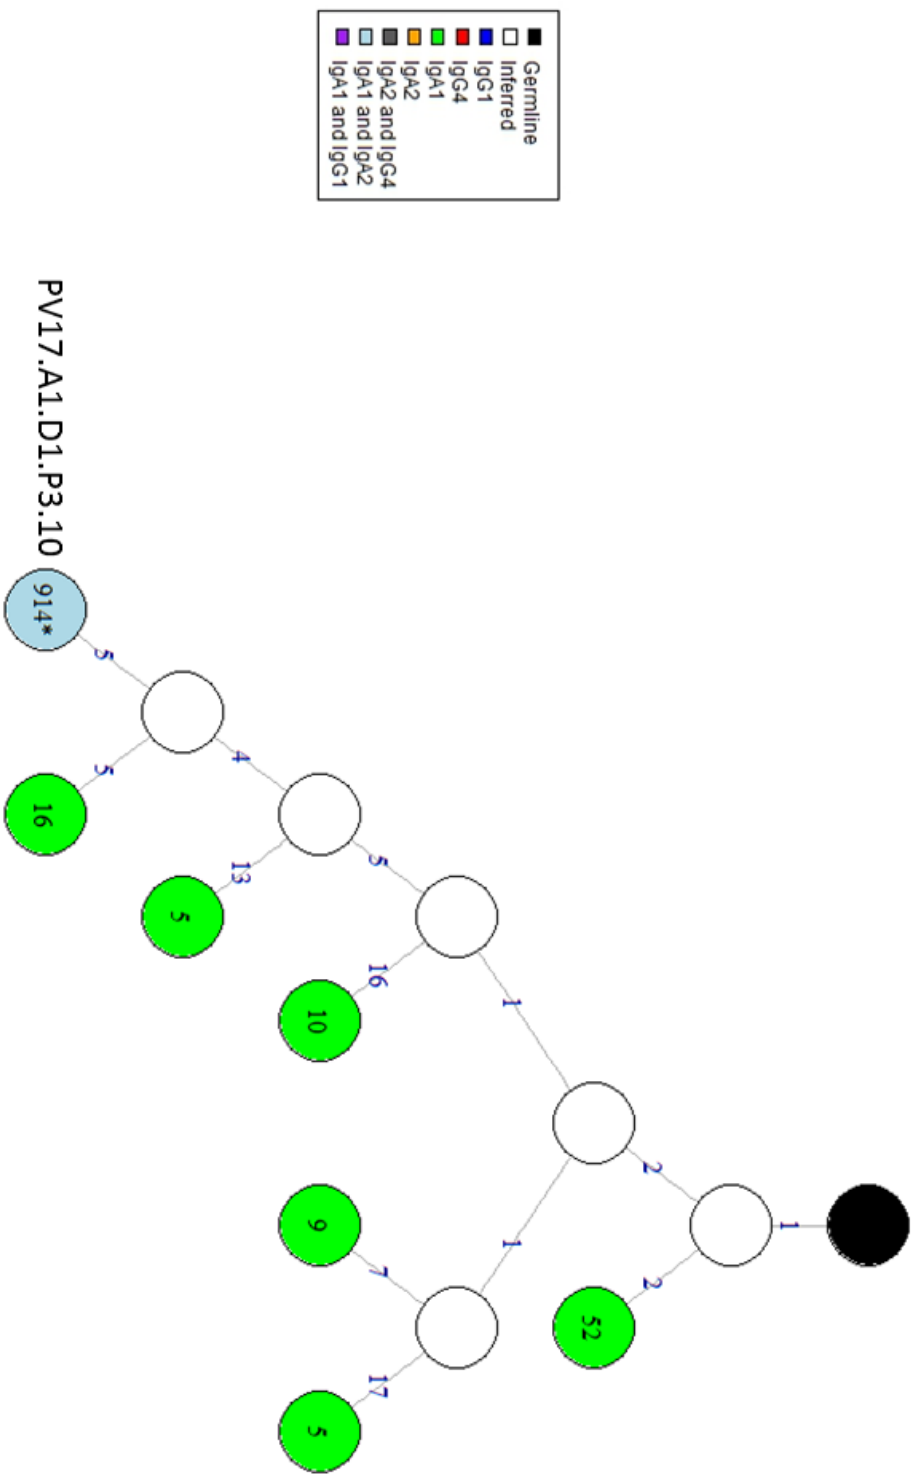 Germline
Inferred
IgG1
IgG4
IgA1
IgA2
IgA2 and IgG4
IgA1 and IgA2
IgA1 and IgG1
PV17.A1.D1.P3.10
1
2
2
52
1
1
5
16
10
7
9
17
5
4
13
5
5
914*
5
16